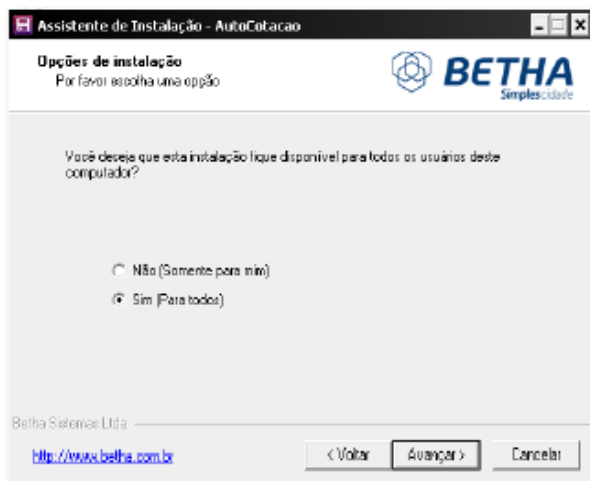 Assistente de Instalação - AutoCotacao
Opções de instalação
Por favor escolha uma opção
BETHA
Simplescidade
Você deseja que esta instalação fique disponível para todos os usuários deste
computador?
Não (Somente para mim)
Sim (Para todos)
Betha Sistemas Ltda
http://www.betha.com.br
< Voltar
Avançar >
Cancelar